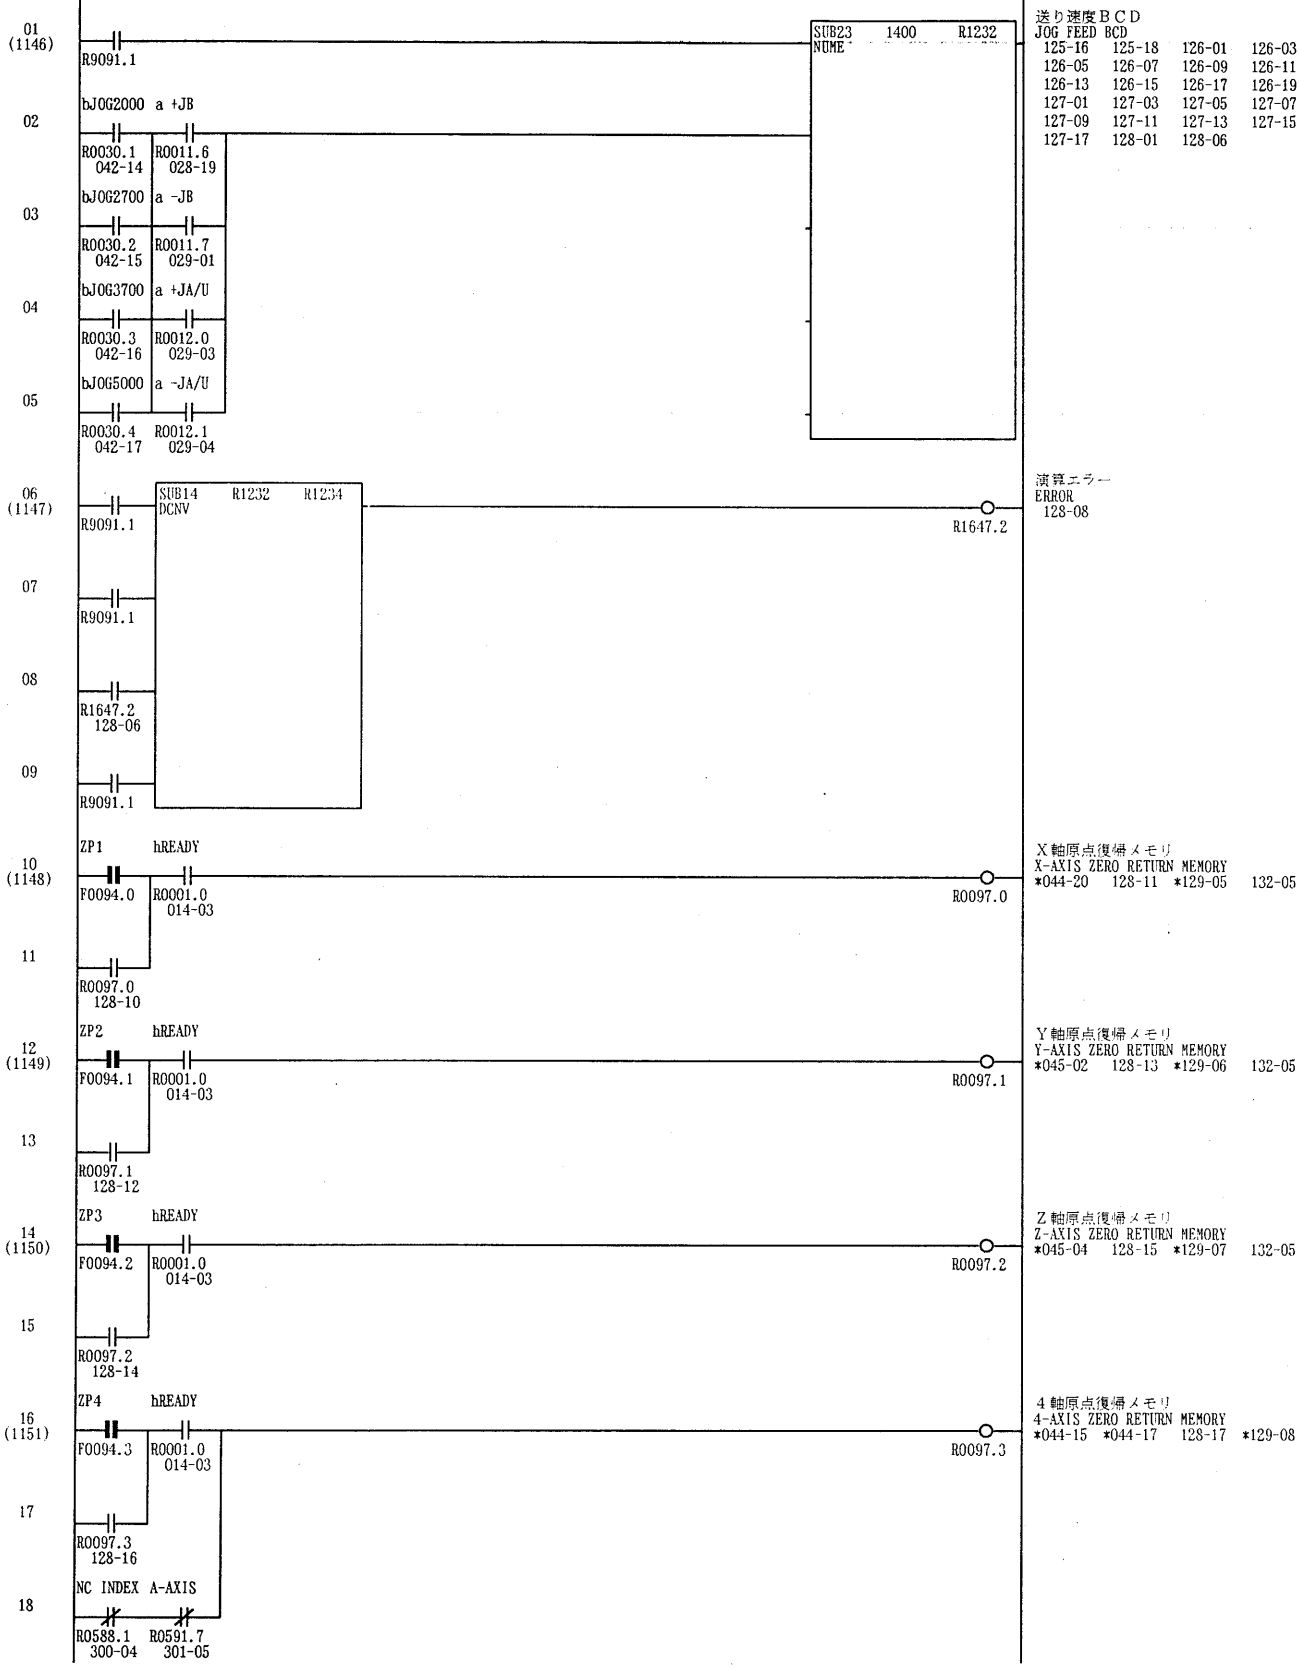 送り速度BCD
01
(1146)
R9091.1
SUB23 1400 R1232
NUME
JOG FEED BCD
125-16 125-18 126-01 126-03
126-05 126-07 126-09 126-11
126-13 126-15 126-17 126-19
127-01 127-03 127-05 127-07
127-09 127-11 127-13 127-15
127-17 128-01 128-06
bJOG2000 a +JB
02
R0030.1 R0011.6
042-14 028-19
bJOG2700 a -JB
03
R0030.2 R0011.7
042-15 029-01
bJOG3700 a +JA/U
04
R0030.3 R0012.0
042-16 029-03
bJOG5000 a -JA/U
05
R0030.4 R0012.1
042-17 029-04
演算エラー
06
(1147)
R9091.1
SUB14 R1232 R1234
DCNV
R1647.2
ERROR
128-08
07
R9091.1
08
R1647.2
128-06
09
R9091.1
ZP1 hREADY
10
(1148)
F0094.0 R0001.0
014-03
R0097.0
X軸原点復帰メモリ
X-AXIS ZERO RETURN MEMORY
*044-20 128-11 *129-05 132-05
11
R0097.0
128-10
ZP2 hREADY
12
(1149)
F0094.1 R0001.0
014-03
R0097.1
Y軸原点復帰メモリ
Y-AXIS ZERO RETURN MEMORY
*045-02 128-13 *129-06 132-05
13
R0097.1
128-12
ZP3 hREADY
14
(1150)
F0094.2 R0001.0
014-03
R0097.2
Z軸原点復帰メモリ
Z-AXIS ZERO RETURN MEMORY
*045-04 128-15 *129-07 132-05
15
R0097.2
128-14
ZP4 hREADY
16
(1151)
F0094.3 R0001.0
014-03
R0097.3
4軸原点復帰メモリ
4-AXIS ZERO RETURN MEMORY
*044-15 *044-17 128-17 *129-08
17
R0097.3
128-16
NC INDEX A-AXIS
18
R0588.1 R0591.7
300-04 301-05